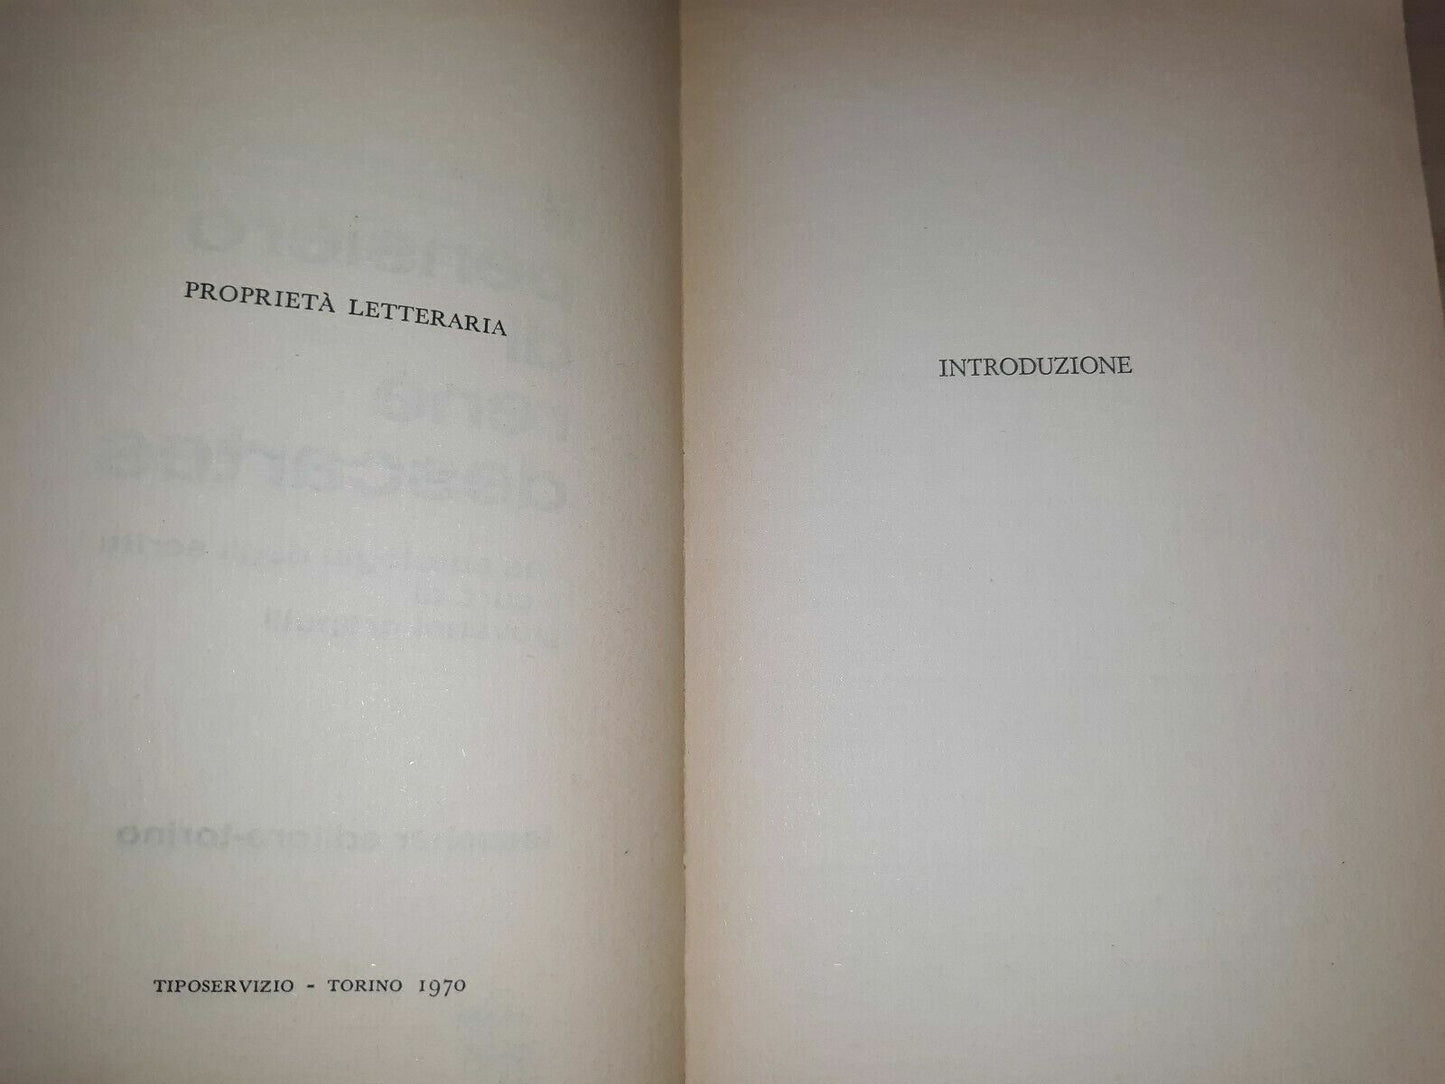 PROPRIETÀ LETTERARIA
TIPOSERVIZIO - TORINO 1970
INTRODUZIONE